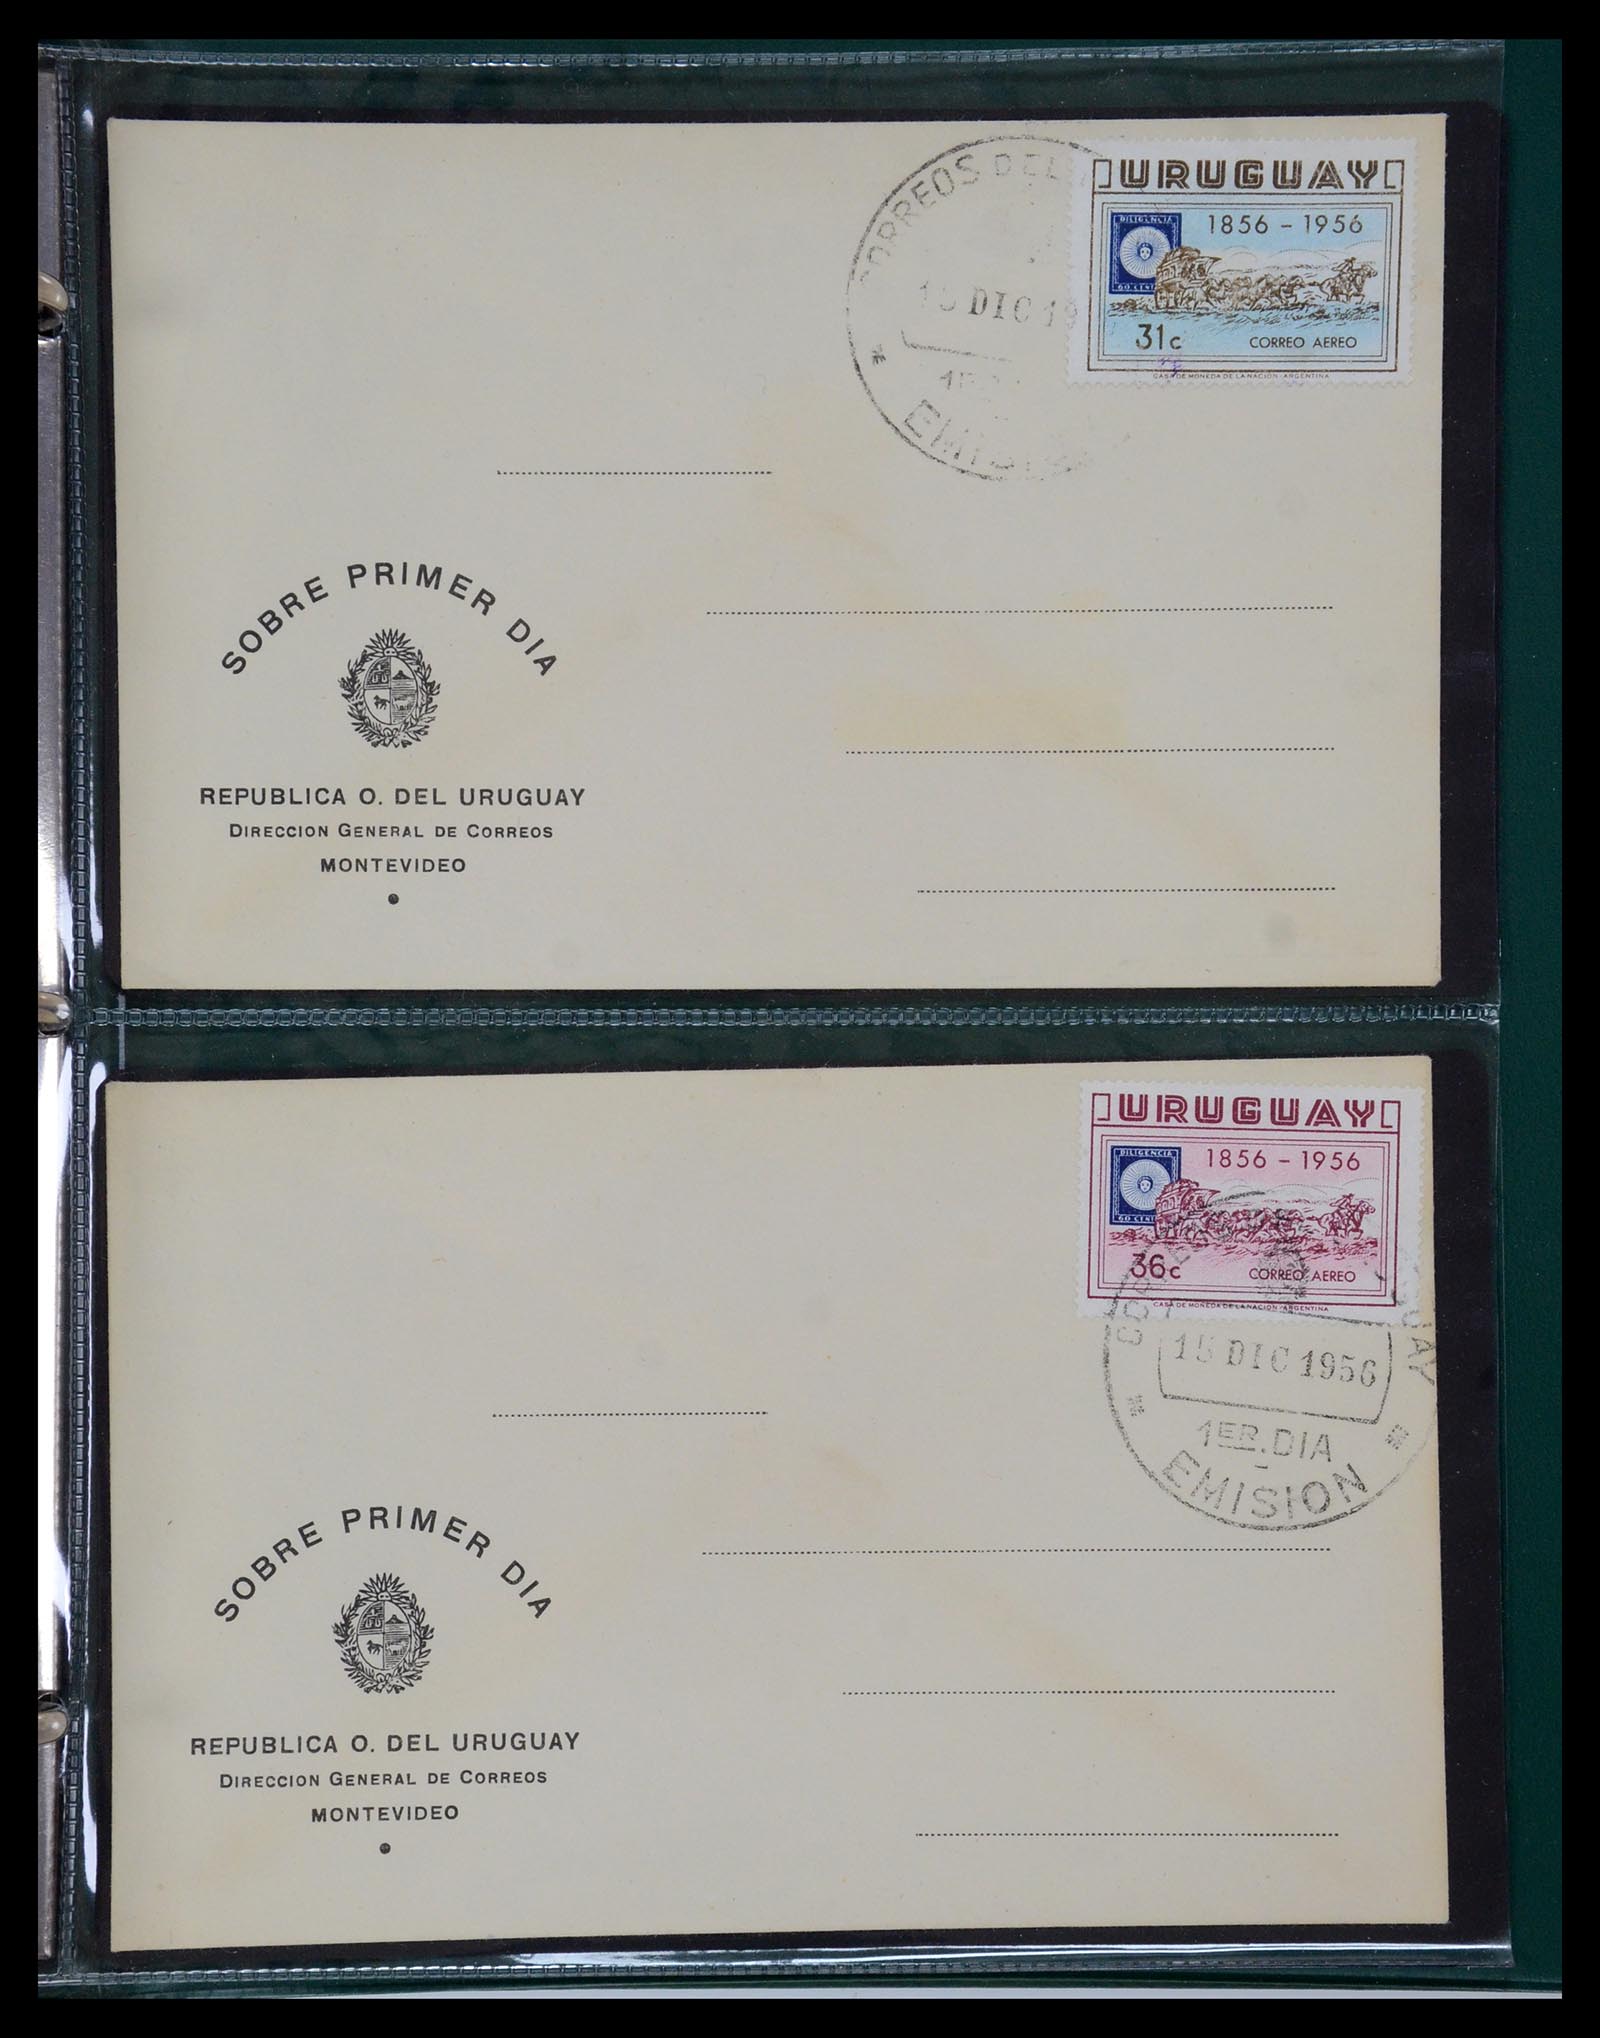 CORREOS DEL
DIC 19
URUGUAY
1856 - 1956
DILIGENCIA
31c
CORREO AEREO
CASA DE MONEDA DE LA NACION-ARGENTINA
SOBRE PRIMER DIA
REPUBLICA O. DEL URUGUAY
DIRECCION GENERAL DE CORREOS
MONTEVIDEO
URUGUAY
1856 - 1956
DILIGENCIA
36c
CORREO AEREO
CASA DE MONEDA DE LA NACION-ARGENTINA
15 DIC 1956
1ER. DIA
EMISION
SOBRE PRIMER DIA
REPUBLICA O. DEL URUGUAY
DIRECCION GENERAL DE CORREOS
MONTEVIDEO